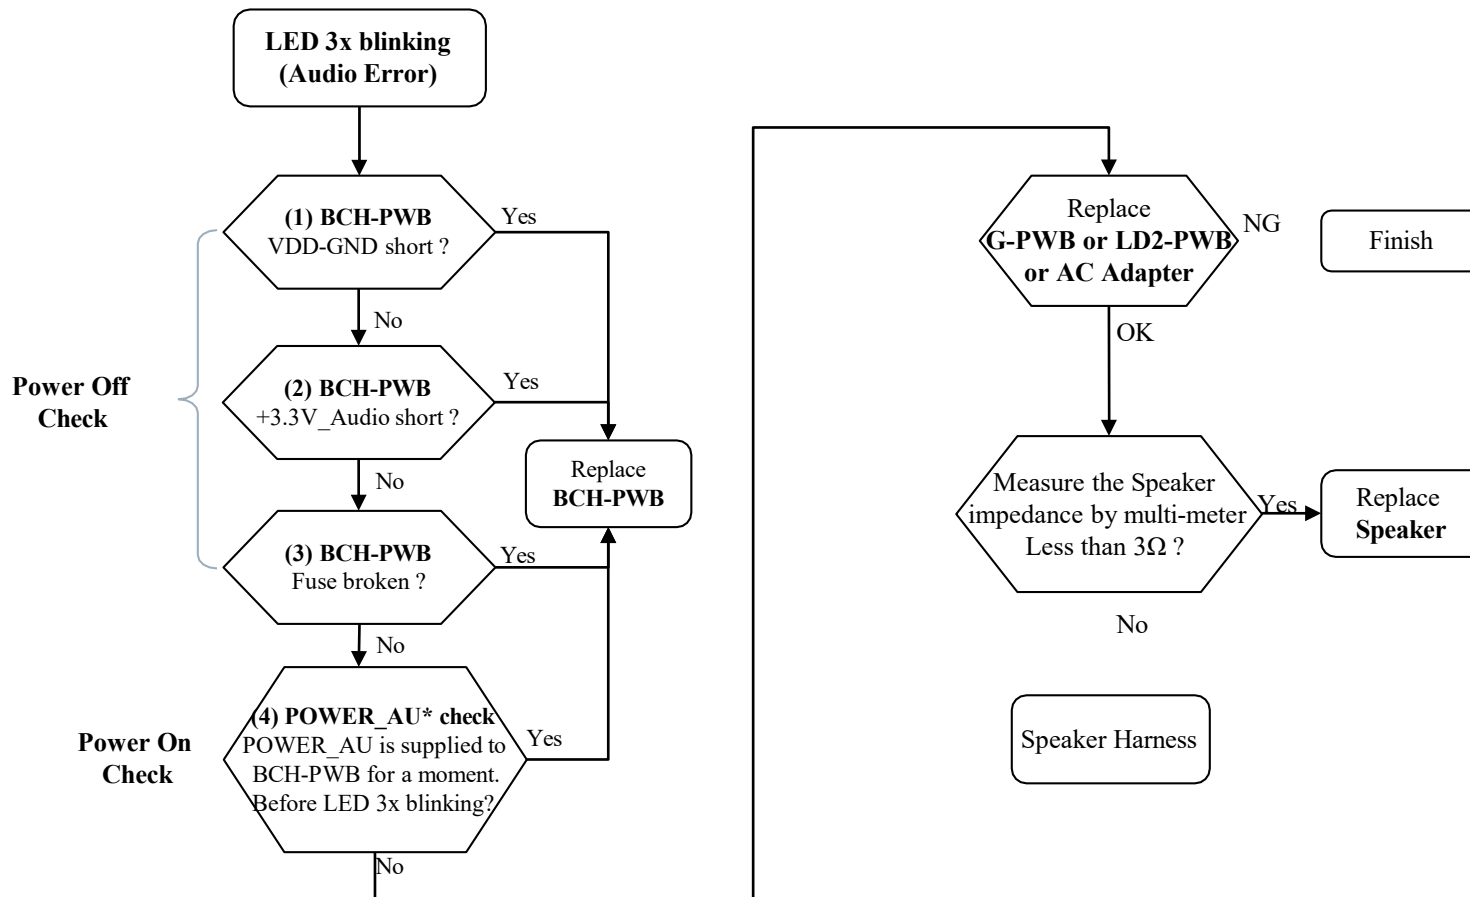 LED 3x blinking
(Audio Error)
(1) BCH-PWB
VDD-GND short ?
Yes
No
Power Off
Check
(2) BCH-PWB
+3.3V_Audio short ?
Yes
No
Replace
BCH-PWB
(3) BCH-PWB
Fuse broken ?
Yes
No
Power On
Check
(4) POWER_AU* check
POWER_AU is supplied to
BCH-PWB for a moment.
Before LED 3x blinking?
Yes
No
Replace
G-PWB or LD2-PWB
or AC Adapter
NG
Finish
OK
Measure the Speaker
impedance by multi-meter
Less than 3Ω ?
Yes
Replace
Speaker
No
Speaker Harness